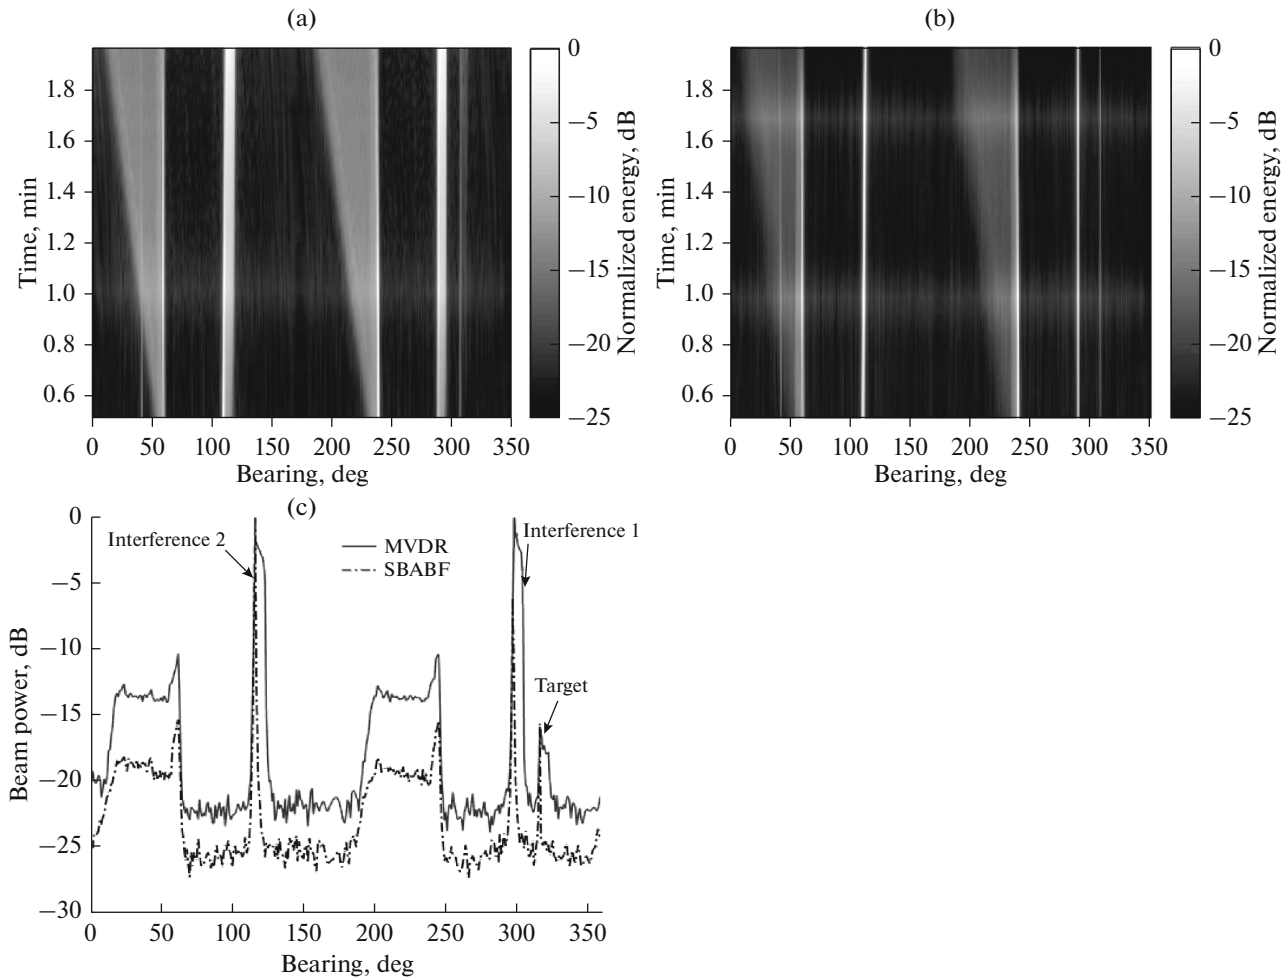 (a)
(b)
Time, min
1.8
1.6
1.4
1.2
1.0
0.8
0.6
0 50 100 150 200 250 300 350
Bearing, deg
0
−5
−10
−15
−20
−25
Normalized energy, dB
Time, min
1.8
1.6
1.4
1.2
1.0
0.8
0.6
0 50 100 150 200 250 300 350
Bearing, deg
0
−5
−10
−15
−20
−25
Normalized energy, dB
(c)
Beam power, dB
0
−5
−10
−15
−20
−25
−30
Interference 2
MVDR
SBABF
Interference 1
Target
0 50 100 150 200 250 300 350
Bearing, deg